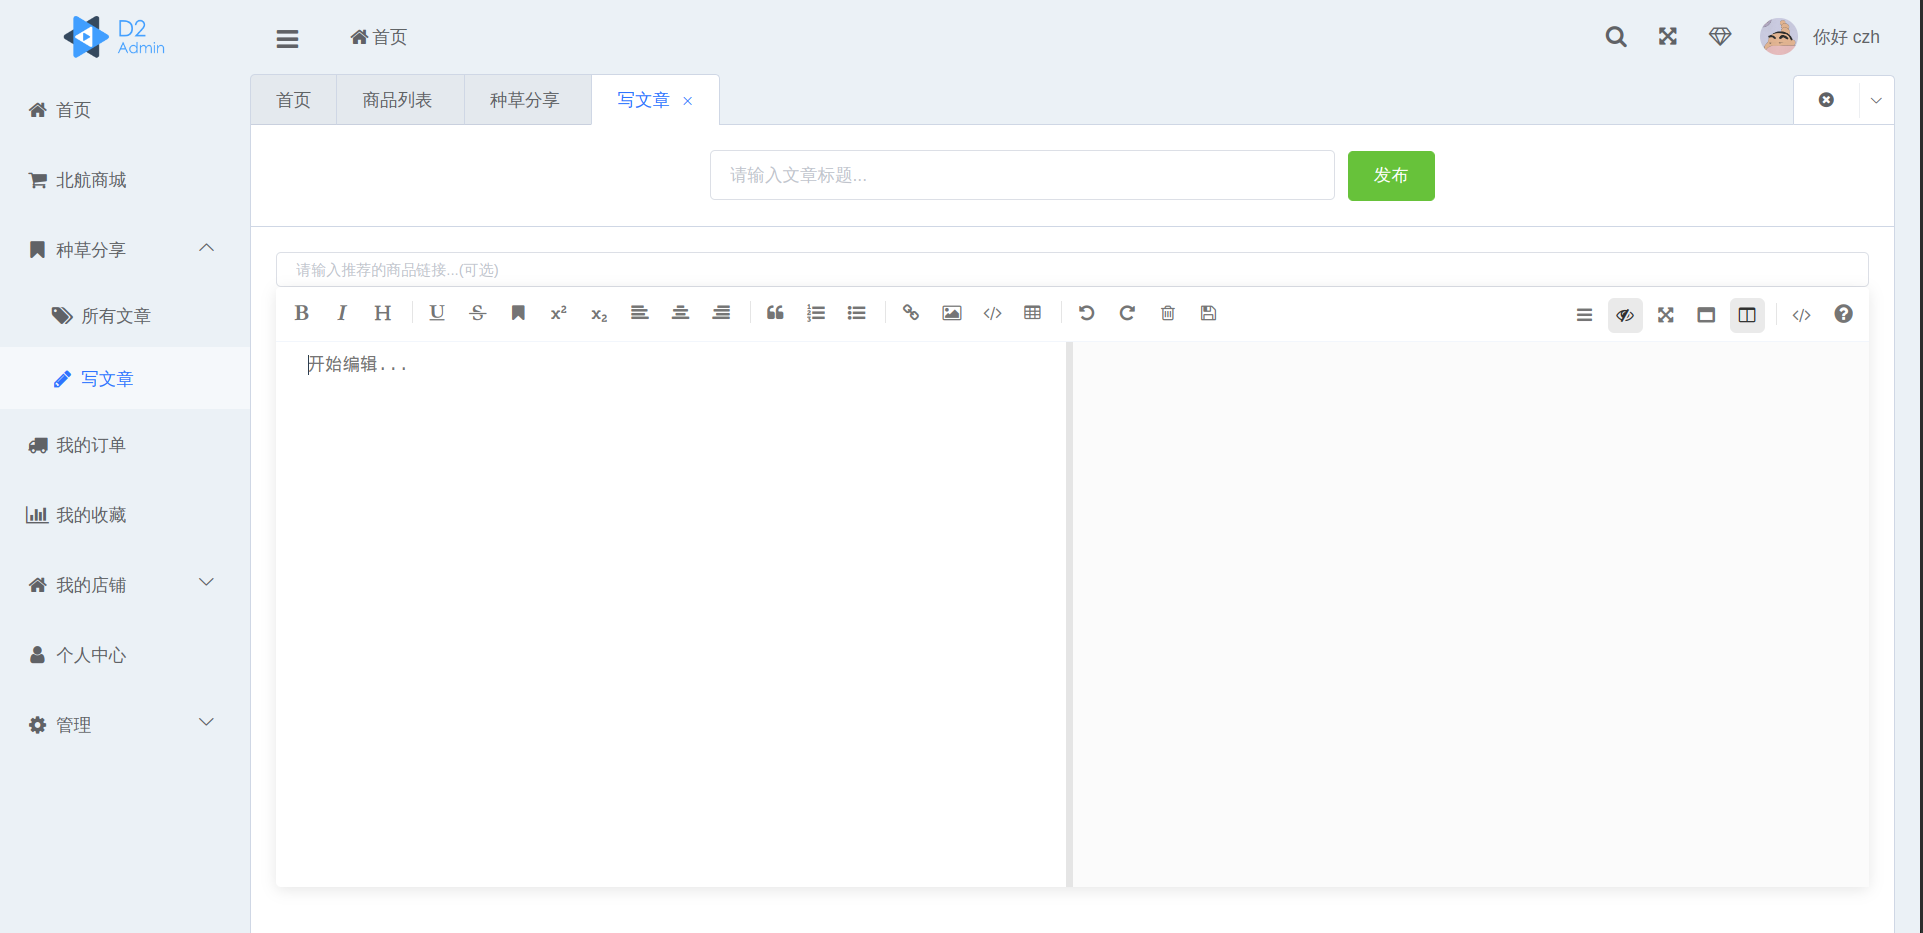 D2
Admin
首页
你好 czh
首页
北航商城
种草分享
所有文章
写文章
我的订单
我的收藏
我的店铺
个人中心
管理
首页
商品列表
种草分享
写文章
请输入文章标题...
发布
请输入推荐的商品链接...(可选)
开始编辑...